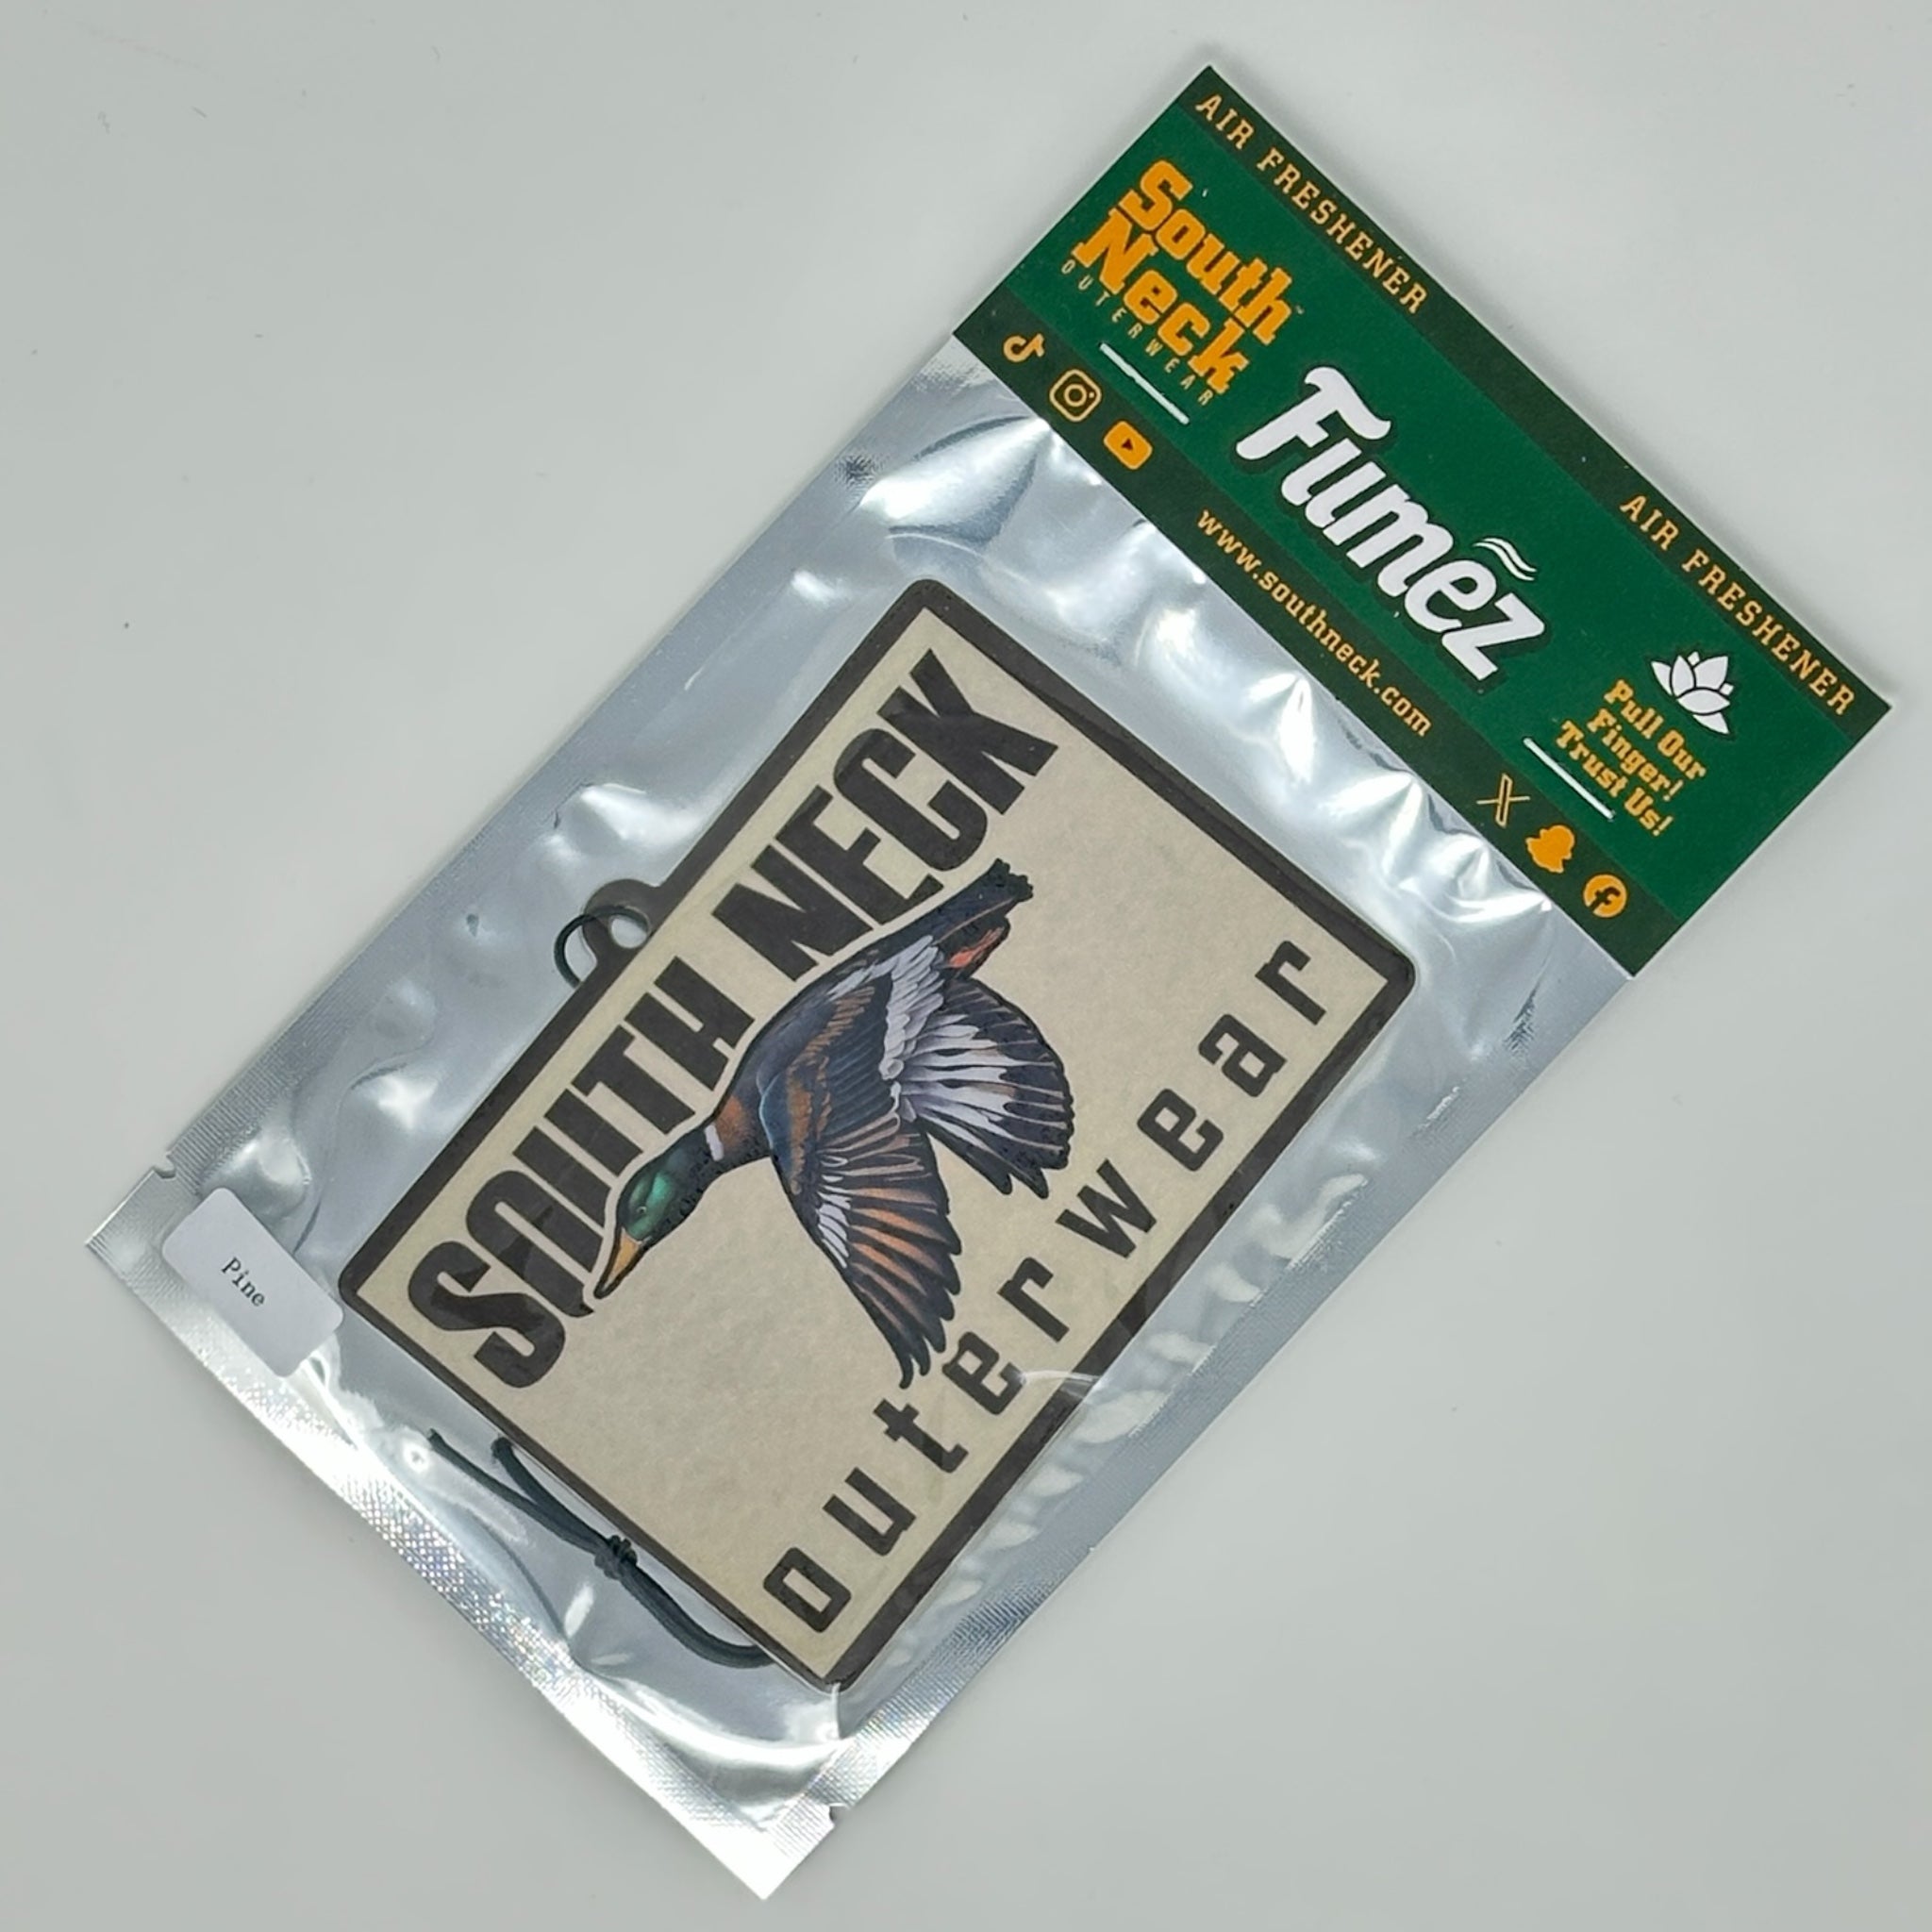 AIR FRESHENER
AIR FRESHENER
South
Neck
OUTERWEAR
Fumez
Pull Our
Finger!
Trust Us!
www.southneck.com
SOUTH NECK
outerwear
Pine